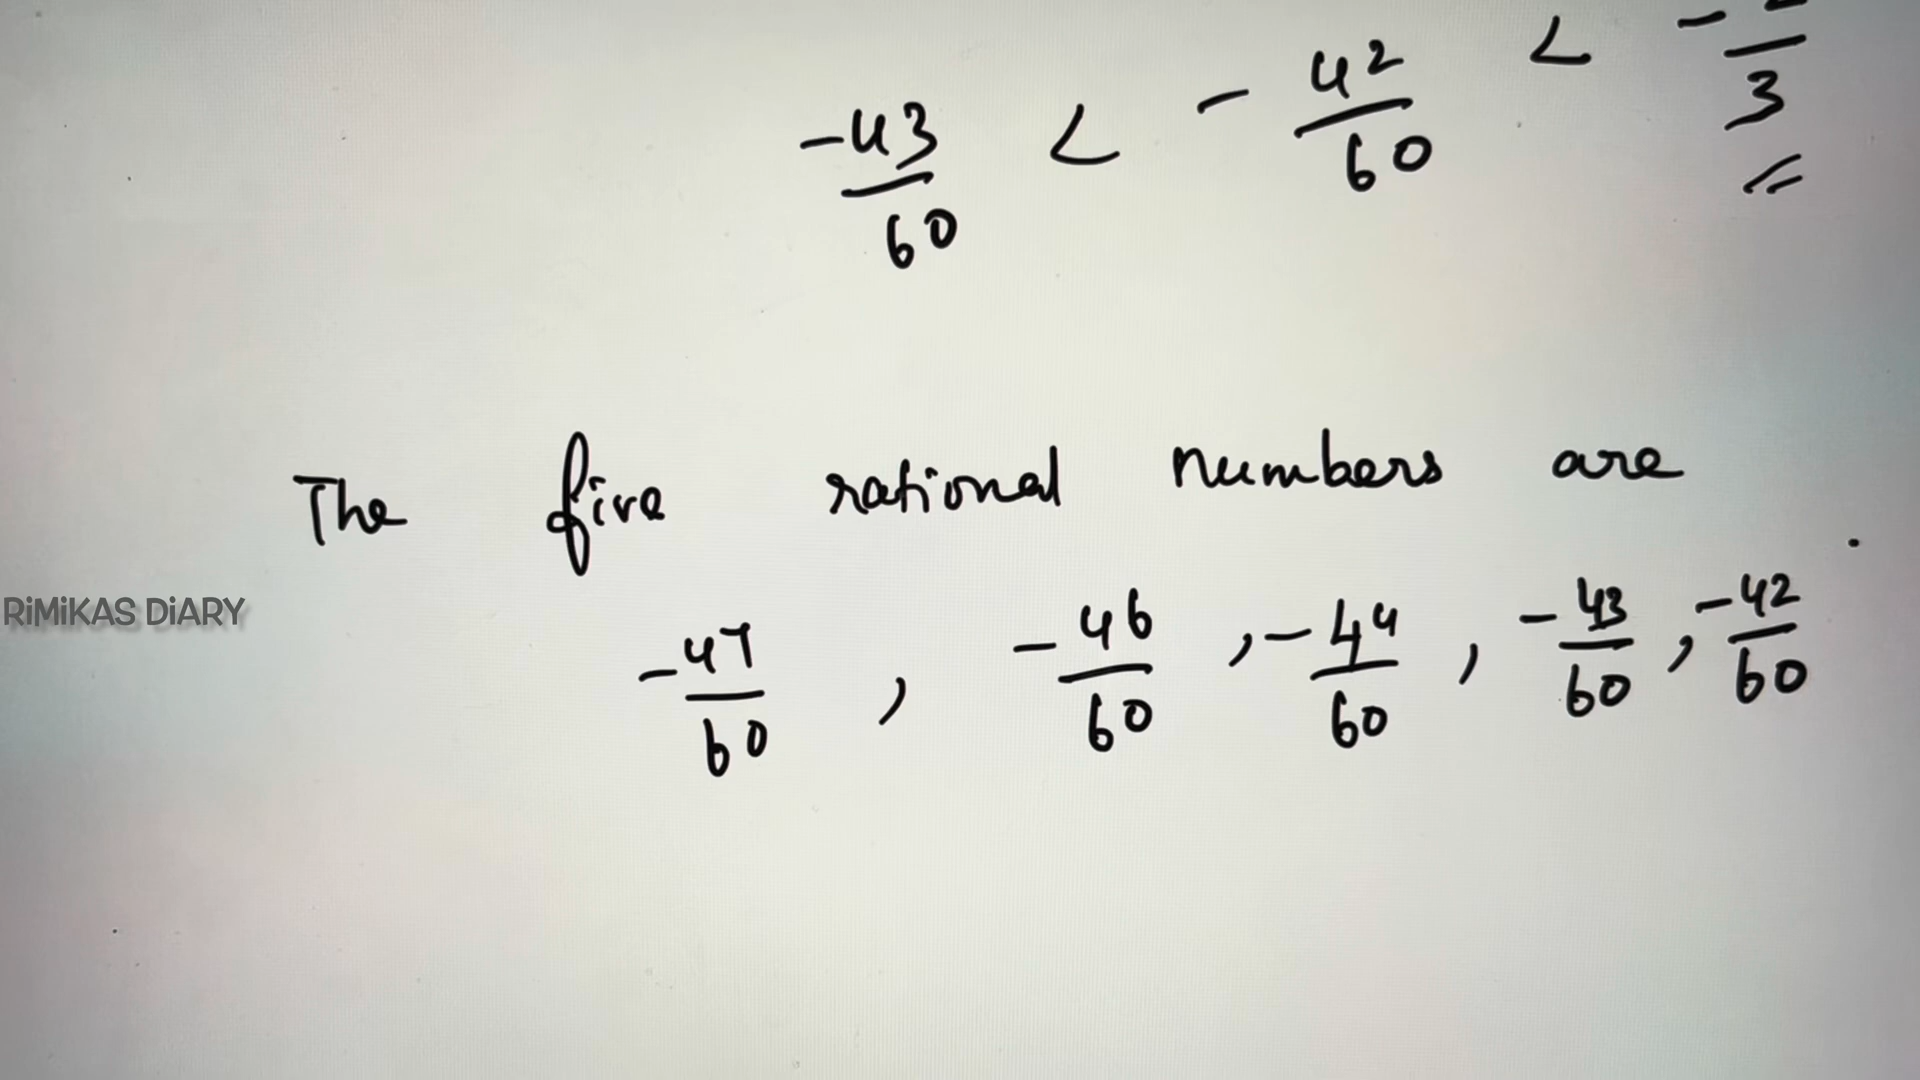 -43/60 < -42/60 < -2/3
The five rational numbers are
-47/60 , -46/60 , -44/60 , -43/60 , -42/60 .
RiMiKAS DiARY